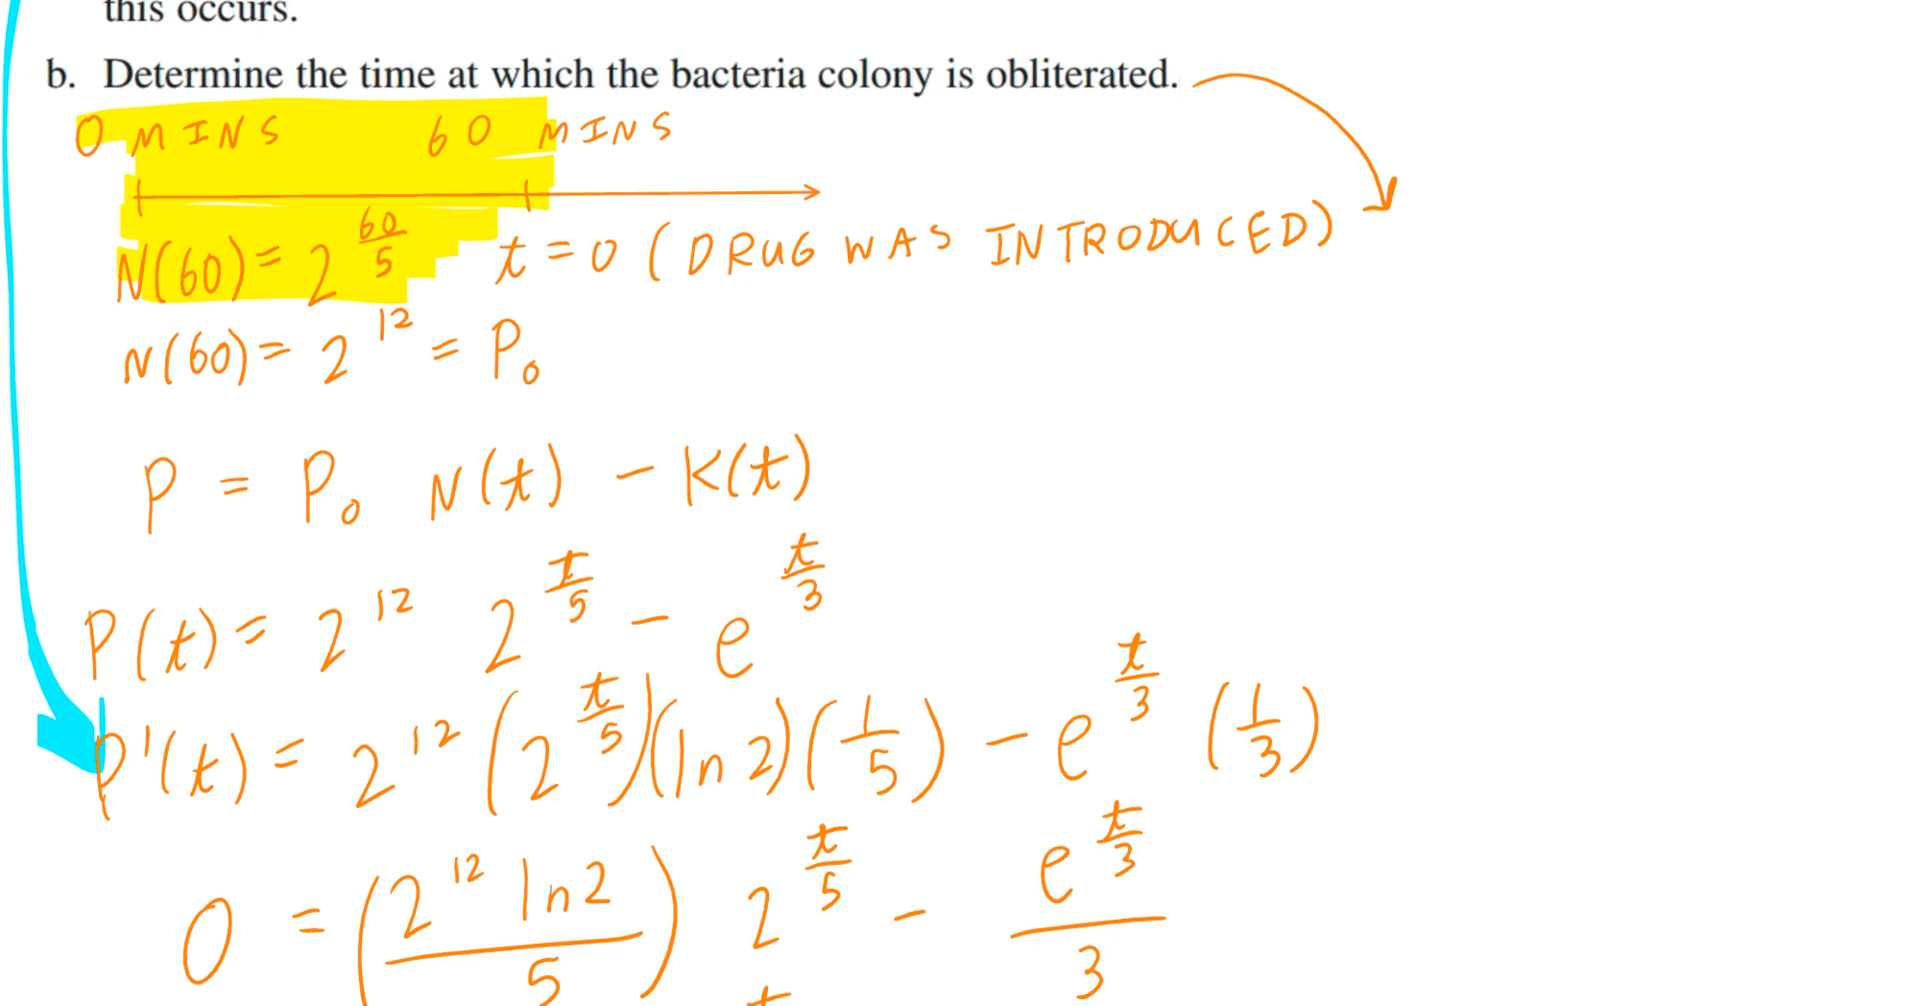 this occurs.
b. Determine the time at which the bacteria colony is obliterated.
0 MINS 60 MINS
N(60) = 2^(60/5) t = 0 (DRUG WAS INTRODUCED)
N(60) = 2^12 = P₀
P = P₀ N(t) - K(t)
P(t) = 2^12 2^(t/5) - e^(t/3)
P'(t) = 2^12 (2^(t/5))(ln 2)(1/5) - e^(t/3) (1/3)
0 = (2^12 ln2 / 5) 2^(t/5) - e^(t/3) / 3
t